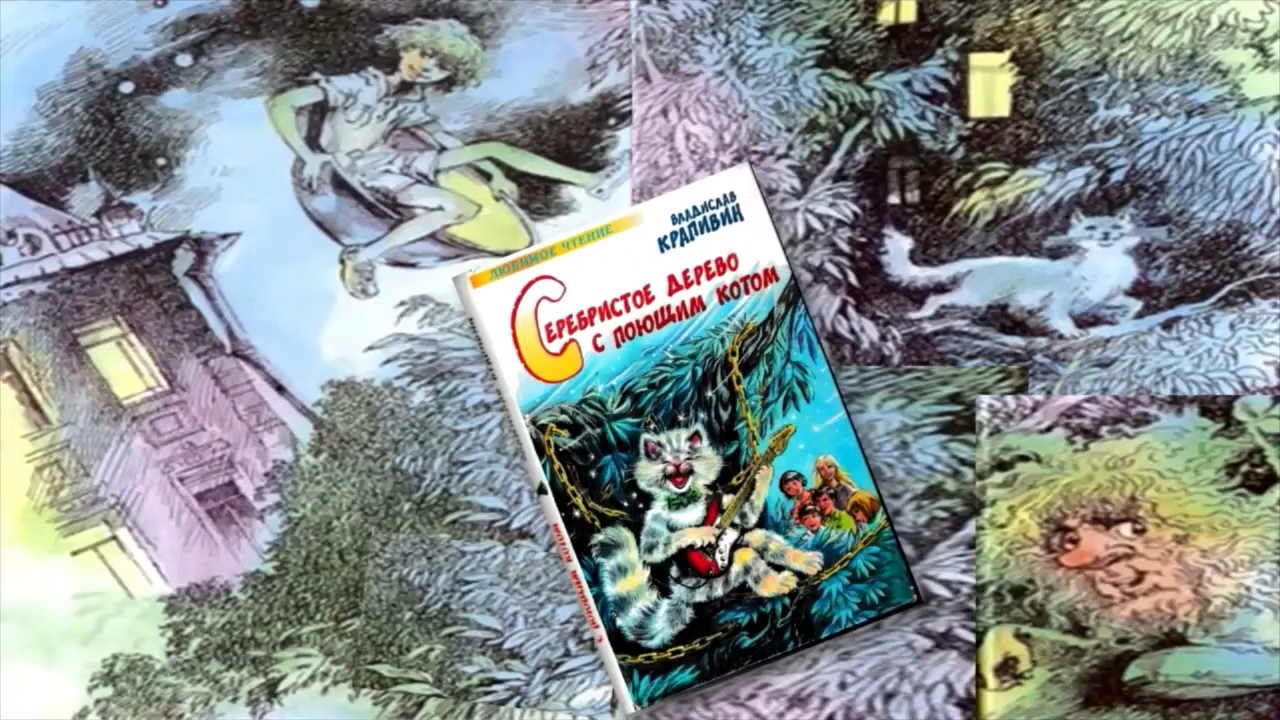 ЛЮБИМОЕ ЧТЕНИЕ
ВЛАДИСЛАВ
КРАПИВИН
СЕРЕБРИСТОЕ ДЕРЕВО
С ПОЮЩИМ КОТОМ